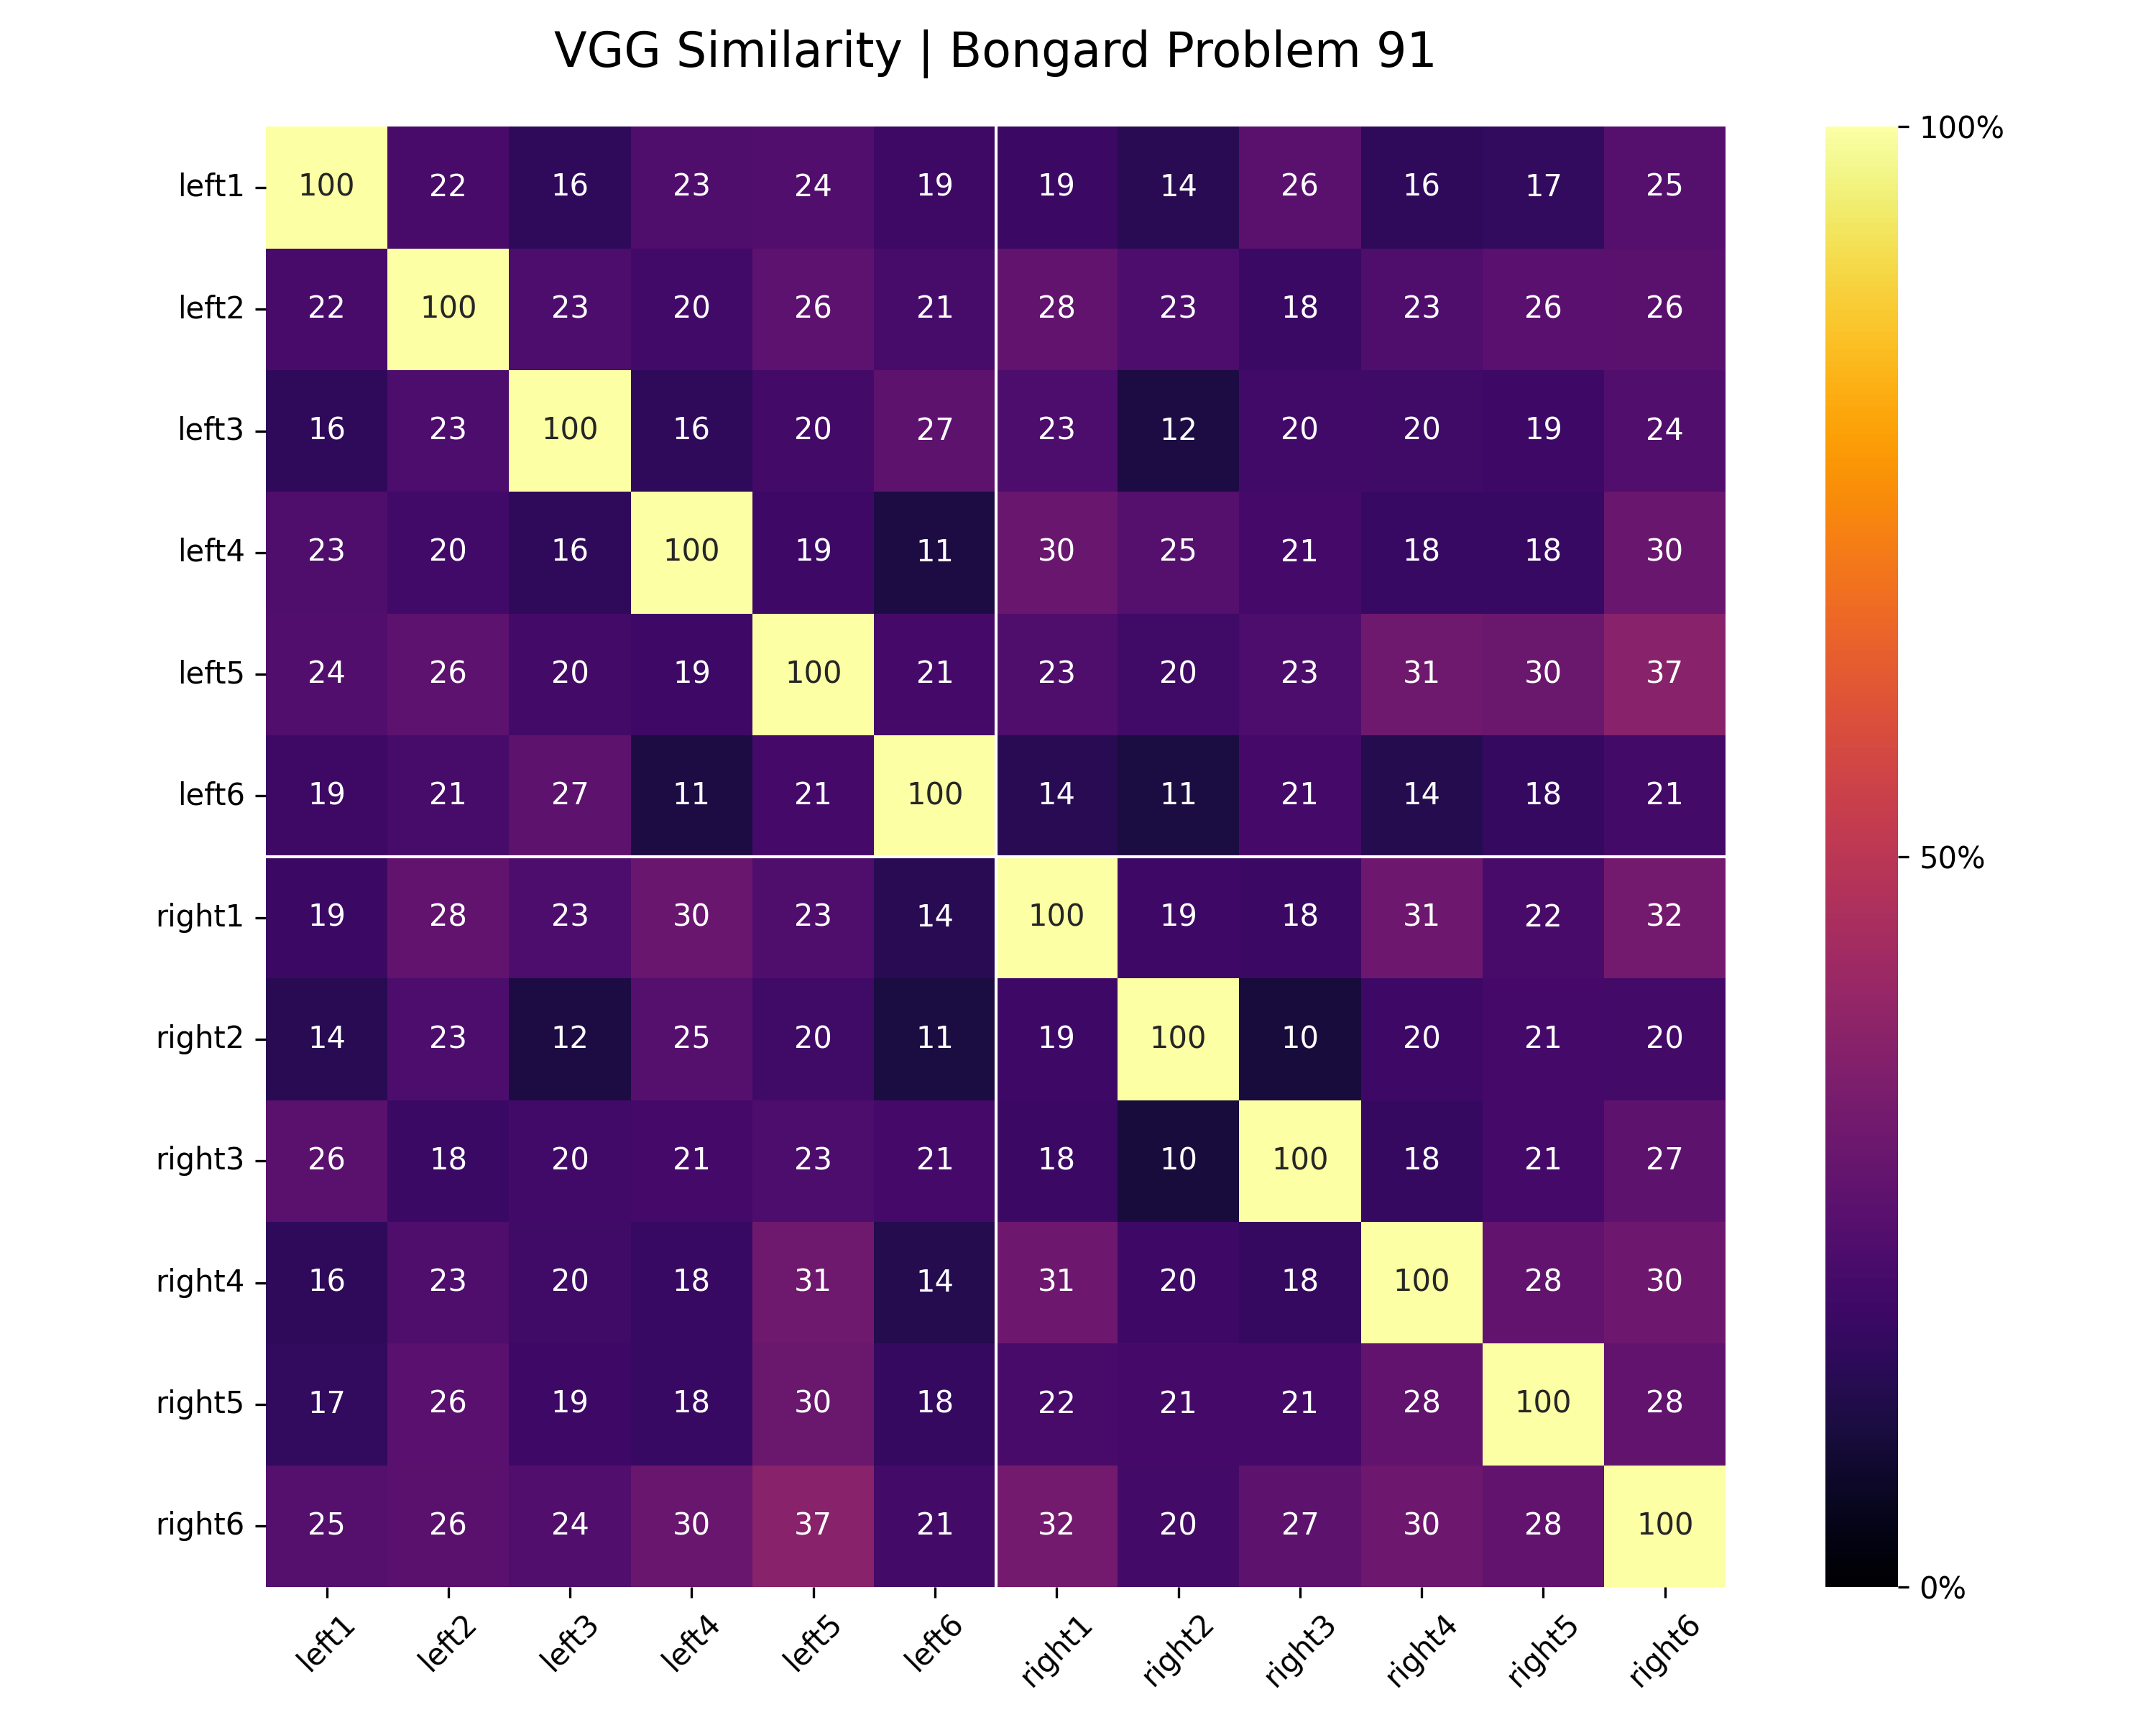 VGG Similarity | Bongard Problem 91
left1 100 22 16 23 24 19 19 14 26 16 17 25
left2 22 100 23 20 26 21 28 23 18 23 26 26
left3 16 23 100 16 20 27 23 12 20 20 19 24
left4 23 20 16 100 19 11 30 25 21 18 18 30
left5 24 26 20 19 100 21 23 20 23 31 30 37
left6 19 21 27 11 21 100 14 11 21 14 18 21
right1 19 28 23 30 23 14 100 19 18 31 22 32
right2 14 23 12 25 20 11 19 100 10 20 21 20
right3 26 18 20 21 23 21 18 10 100 18 21 27
right4 16 23 20 18 31 14 31 20 18 100 28 30
right5 17 26 19 18 30 18 22 21 21 28 100 28
right6 25 26 24 30 37 21 32 20 27 30 28 100
left1 left2 left3 left4 left5 left6 right1 right2 right3 right4 right5 right6
100%
50%
0%